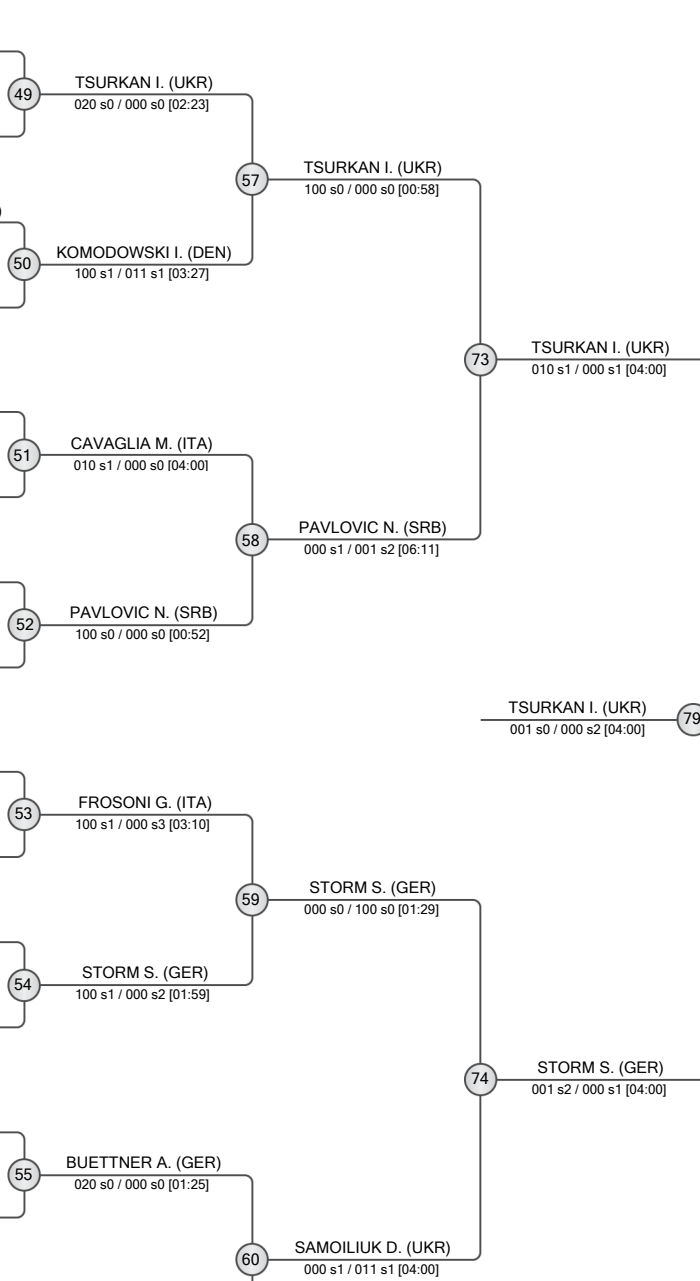 TSURKAN I. (UKR)
49
020 s0 / 000 s0 [02:23]
TSURKAN I. (UKR)
57
100 s0 / 000 s0 [00:58]
)
KOMODOWSKI I. (DEN)
50
100 s1 / 011 s1 [03:27]
TSURKAN I. (UKR)
73
010 s1 / 000 s1 [04:00]
CAVAGLIA M. (ITA)
51
010 s1 / 000 s0 [04:00]
PAVLOVIC N. (SRB)
58
000 s1 / 001 s2 [06:11]
PAVLOVIC N. (SRB)
52
100 s0 / 000 s0 [00:52]
TSURKAN I. (UKR)
79
001 s0 / 000 s2 [04:00]
FROSONI G. (ITA)
53
100 s1 / 000 s3 [03:10]
STORM S. (GER)
59
000 s0 / 100 s0 [01:29]
STORM S. (GER)
54
100 s1 / 000 s2 [01:59]
STORM S. (GER)
74
001 s2 / 000 s1 [04:00]
BUETTNER A. (GER)
55
020 s0 / 000 s0 [01:25]
SAMOILIUK D. (UKR)
60
000 s1 / 011 s1 [04:00]